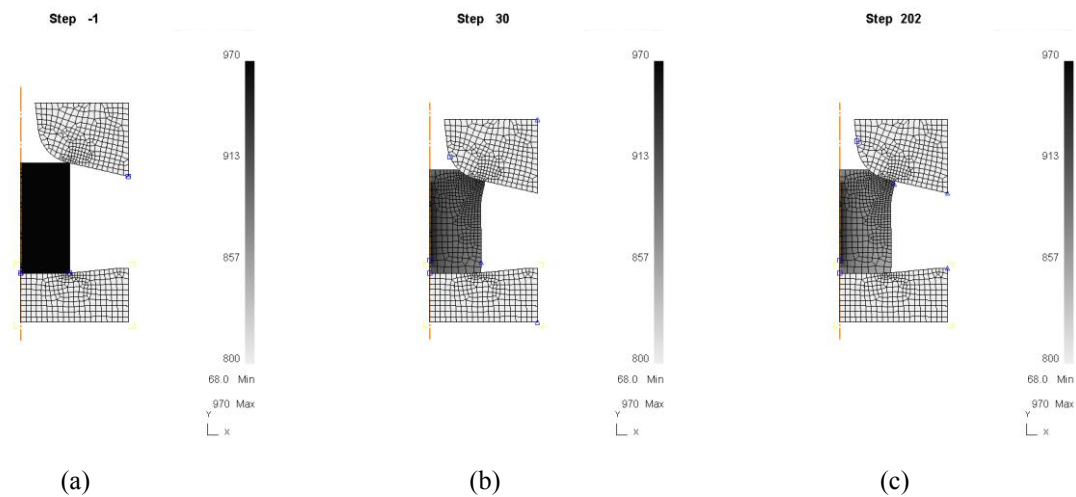 Step -1
970
913
857
800
68.0 Min
970 Max
Y
X
(a)
Step 30
970
913
857
800
68.0 Min
970 Max
Y
X
(b)
Step 202
970
913
857
800
68.0 Min
970 Max
Y
X
(c)